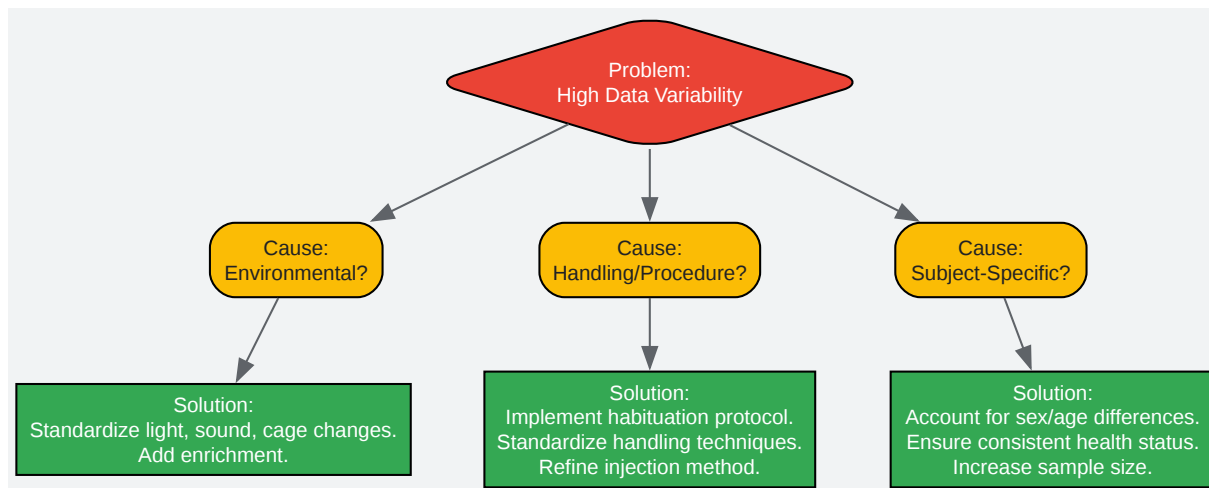 Problem:
High Data Variability
Cause:
Environmental?
Cause:
Handling/Procedure?
Cause:
Subject-Specific?
Solution:
Standardize light, sound, cage changes.
Add enrichment.
Solution:
Implement habituation protocol.
Standardize handling techniques.
Refine injection method.
Solution:
Account for sex/age differences.
Ensure consistent health status.
Increase sample size.